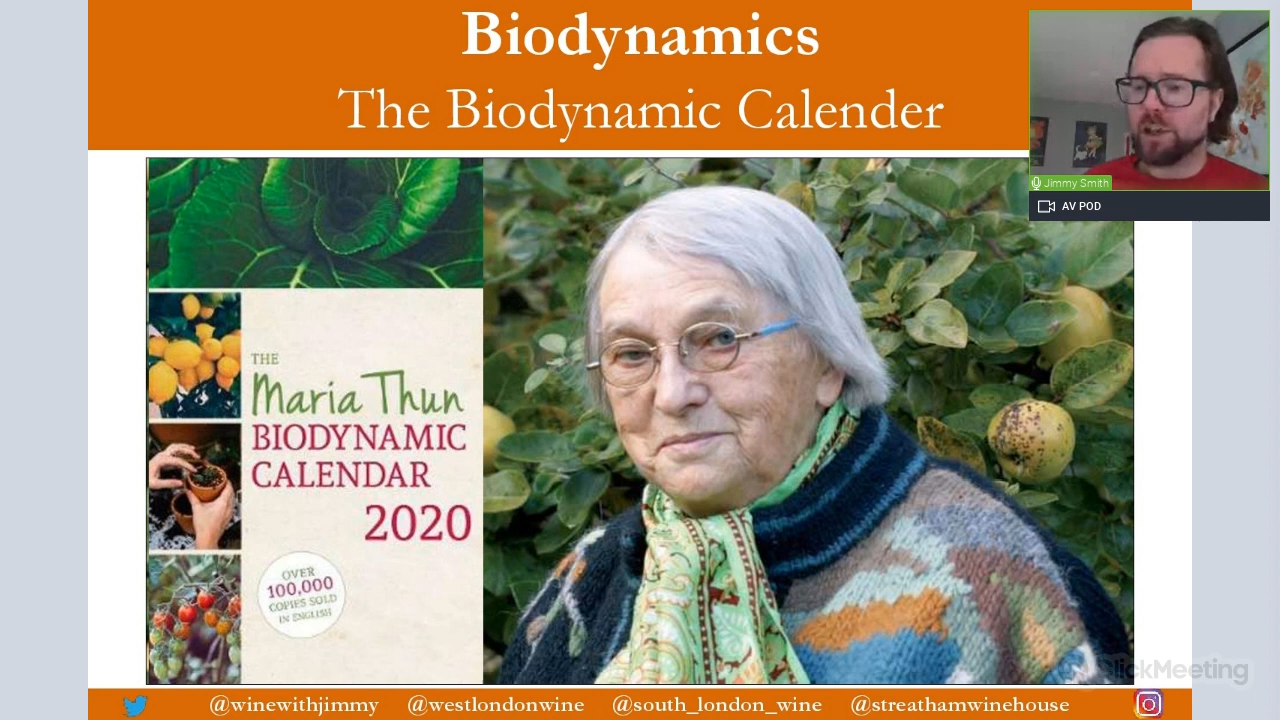 Biodynamics
The Biodynamic Calender
Jimmy Smith
AV POD
THE
Maria Thun
BIODYNAMIC
CALENDAR
2020
OVER
100,000
COPIES SOLD
IN ENGLISH
ClickMeeting
@winewithjimmy @westlondonwine @south_london_wine @streathamwinehouse